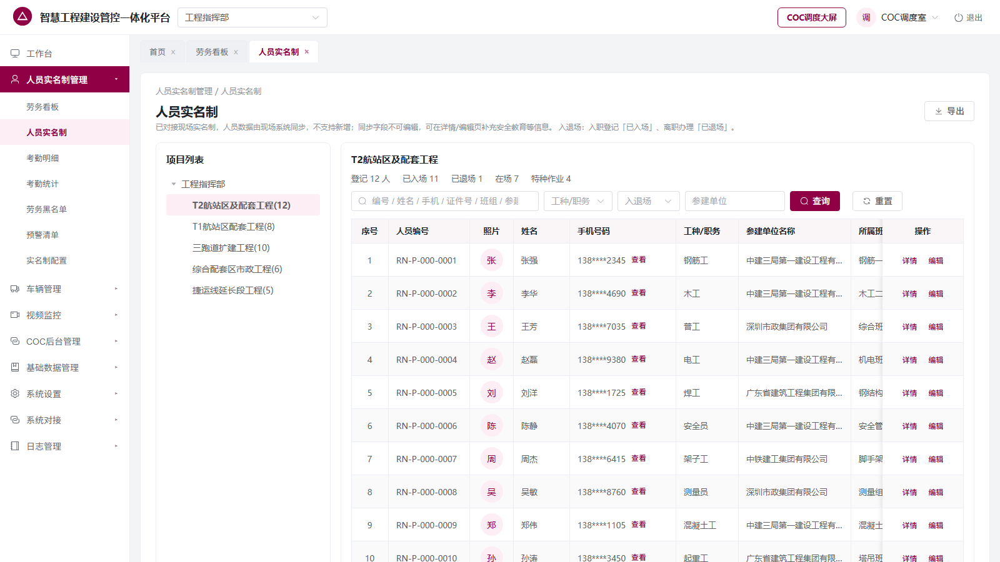 智慧工程建设管控一体化平台 工程指挥部 COC调度大屏 调 COC调度室 退出
工作台
人员实名制管理
劳务看板
人员实名制
考勤明细
考勤统计
劳务黑名单
预警清单
实名制配置
车辆管理
视频监控
COC后台管理
基础数据管理
系统设置
系统对接
日志管理
首页 × 劳务看板 × 人员实名制 ×
人员实名制管理 / 人员实名制
人员实名制
已对接现场实名制，人员数据由现场系统同步，不支持新增；同步字段不可编辑，可在详情/编辑页补充安全教育等信息。 入退场：入职登记「已入场」、离职办理「已退场」。
导出
项目列表
工程指挥部
T2航站区及配套工程(12)
T1航站区配套工程(8)
三跑道扩建工程(10)
综合配套区市政工程(6)
捷运线延长段工程(5)
T2航站区及配套工程
登记 12 人 已入场 11 已退场 1 在场 7 特种作业 4
编号 / 姓名 / 手机 / 证件号 / 班组 / 参 工种/职务 入退场 参建单位 查询 重置
序号 人员编号 照片 姓名 手机号码 工种/职务 参建单位名称 所属班 操作
1 RN-P-000-0001 张 张强 138****2345 查看 钢筋工 中建三局第一建设工程有... 钢筋一 详情 编辑
2 RN-P-000-0002 李 李华 138****4690 查看 木工 中建三局第一建设工程有... 木工二 详情 编辑
3 RN-P-000-0003 王 王芳 138****7035 查看 普工 深圳市政集团有限公司 综合班 详情 编辑
4 RN-P-000-0004 赵 赵磊 138****9380 查看 电工 中建三局第一建设工程有... 机电班 详情 编辑
5 RN-P-000-0005 刘 刘洋 138****1725 查看 焊工 广东省建筑工程集团有限... 钢结构 详情 编辑
6 RN-P-000-0006 陈 陈静 138****4070 查看 安全员 中建三局第一建设工程有... 安全管 详情 编辑
7 RN-P-000-0007 周 周杰 138****6415 查看 架子工 中铁建工集团有限公司 脚手架 详情 编辑
8 RN-P-000-0008 吴 吴敏 138****8760 查看 测量员 深圳市政集团有限公司 测量组 详情 编辑
9 RN-P-000-0009 郑 郑伟 138****1105 查看 混凝土工 中建三局第一建设工程有... 混凝土 详情 编辑
10 RN-P-000-0010 孙 孙涛 138****3450 查看 起重工 广东省建筑工程集团有限... 塔吊班 详情 编辑